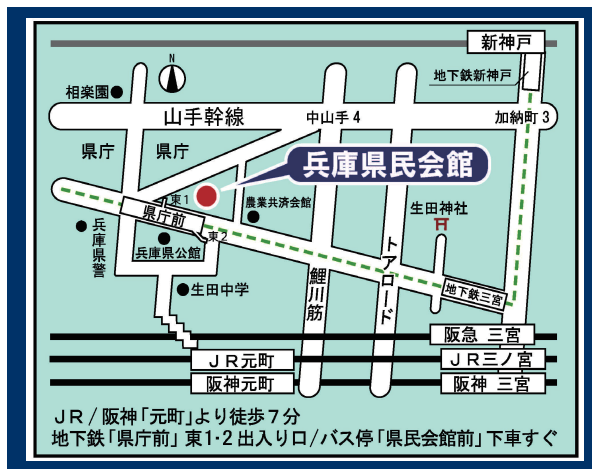 新神戸
N
地下鉄新神戸
相楽園
山手幹線
中山手4
加納町3
県庁
県庁
兵庫県民会館
東1
農業共済会館
生田神社
県庁前
東2
兵庫県警
兵庫県公館
トアロード
生田中学
鯉川筋
地下鉄三宮
阪急 三宮
JR元町
JR三ノ宮
阪神元町
阪神 三宮
JR/阪神「元町」より徒歩7分
地下鉄「県庁前」東1・2出入り口/バス停「県民会館前」下車すぐ